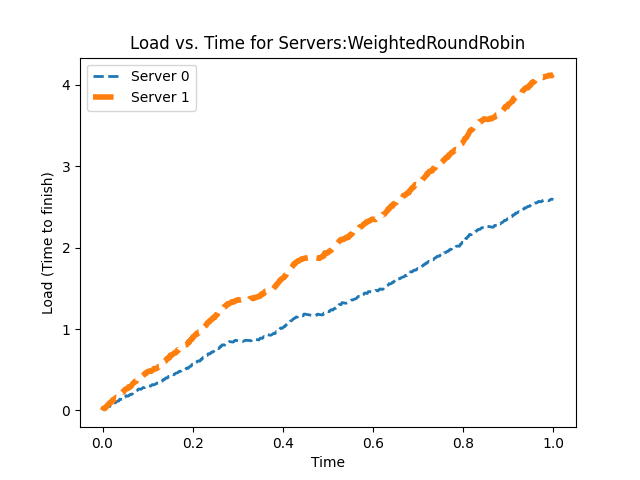 Load vs. Time for Servers:WeightedRoundRobin
Server 0
Server 1
Load (Time to finish)
4
3
2
1
0
0.0 0.2 0.4 0.6 0.8 1.0
Time